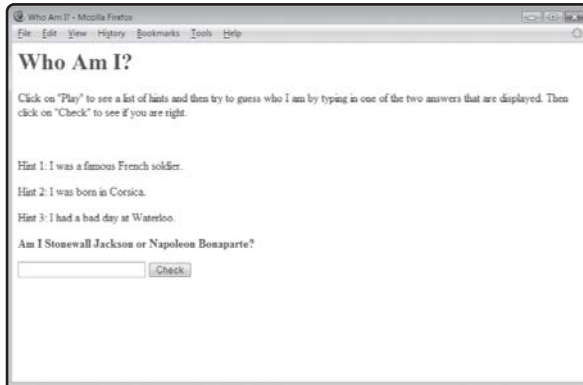 Who Am I? - Mozilla Firefox
File Edit View History Bookmarks Tools Help
Who Am I?
Click on "Play" to see a list of hints and then try to guess who I am by typing in one of the two answers that are displayed. Then
click on "Check" to see if you are right.
Hint 1: I was a famous French soldier.
Hint 2: I was born in Corsica.
Hint 3: I had a bad day at Waterloo.
Am I Stonewall Jackson or Napoleon Bonaparte?
Check